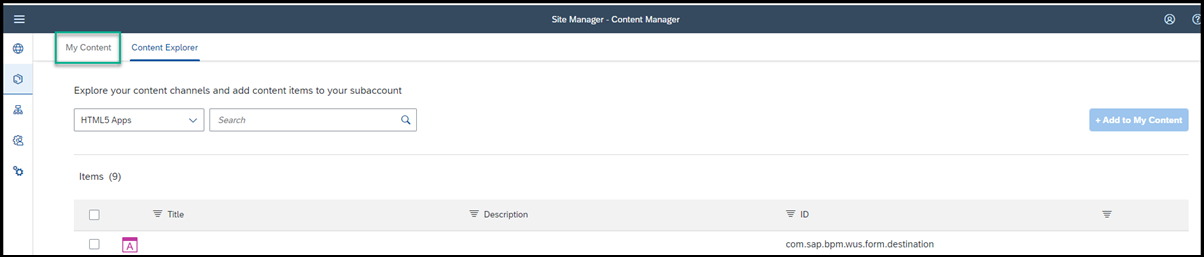 Site Manager - Content Manager
My Content
Content Explorer
Explore your content channels and add content items to your subaccount
HTML5 Apps
Search
+ Add to My Content
Items (9)
Title
Description
ID
A
com.sap.bpm.wus.form.destination